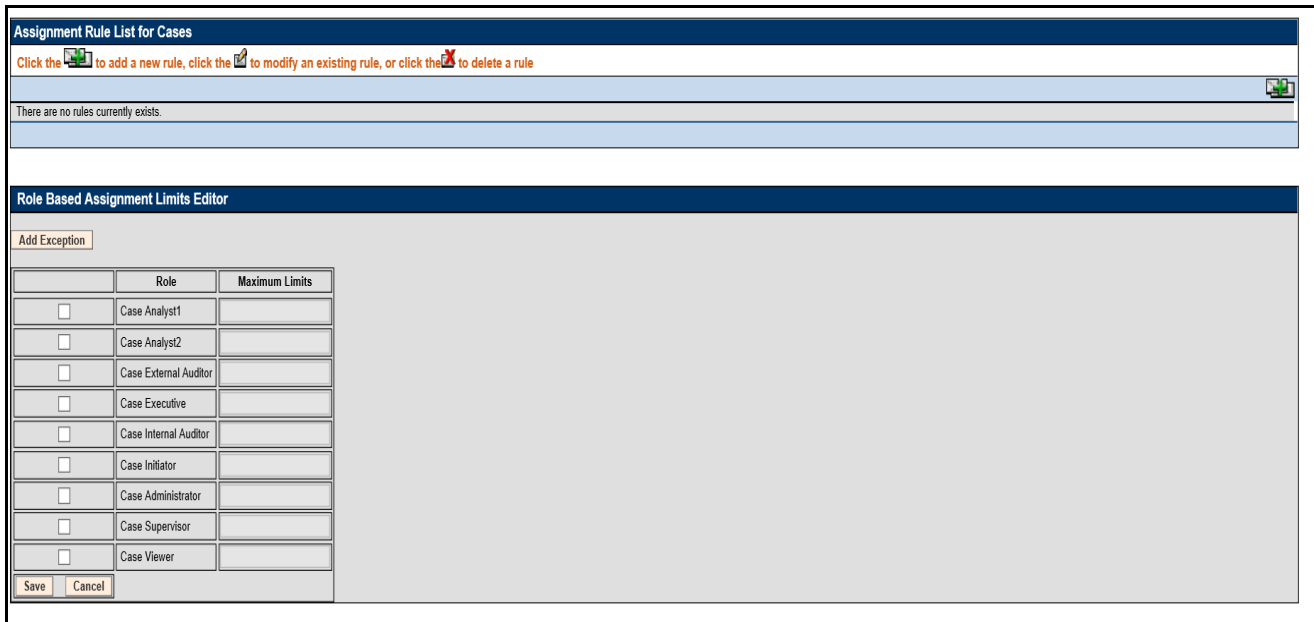 Assignment Rule List for Cases
Click the to add a new rule, click the to modify an existing rule, or click the to delete a rule
There are no rules currently exists.
Role Based Assignment Limits Editor
Add Exception
Role Maximum Limits
Case Analyst1
Case Analyst2
Case External Auditor
Case Executive
Case Internal Auditor
Case Initiator
Case Administrator
Case Supervisor
Case Viewer
Save Cancel